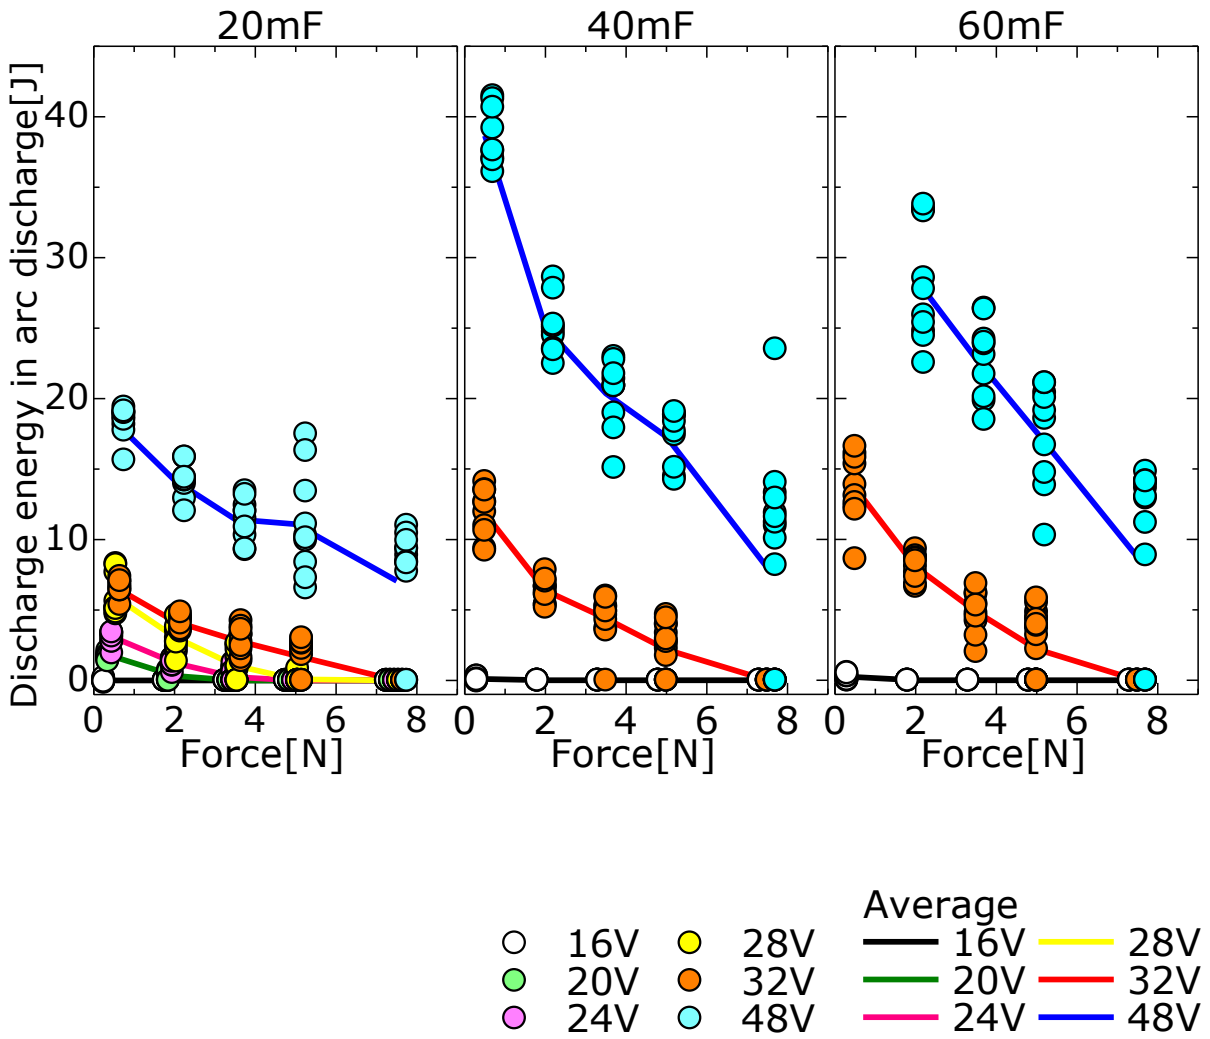 20mF 40mF 60mF
Discharge energy in arc discharge[J]
40
30
20
10
0
0 2 4 6 8 0 2 4 6 8 0 2 4 6 8
Force[N] Force[N] Force[N]
Average
16V 28V 16V 28V
20V 32V 20V 32V
24V 48V 24V 48V